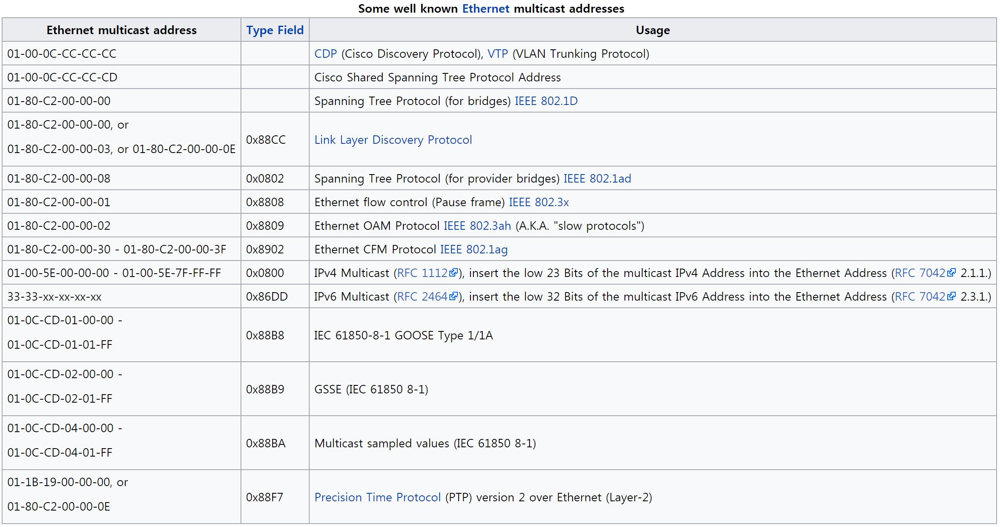 Some well known Ethernet multicast addresses
Ethernet multicast address Type Field Usage
01-00-0C-CC-CC-CC CDP (Cisco Discovery Protocol), VTP (VLAN Trunking Protocol)
01-00-0C-CC-CC-CD Cisco Shared Spanning Tree Protocol Address
01-80-C2-00-00-00 Spanning Tree Protocol (for bridges) IEEE 802.1D
01-80-C2-00-00-00, or
01-80-C2-00-00-03, or 01-80-C2-00-00-0E
0x88CC Link Layer Discovery Protocol
01-80-C2-00-00-08 0x0802 Spanning Tree Protocol (for provider bridges) IEEE 802.1ad
01-80-C2-00-00-01 0x8808 Ethernet flow control (Pause frame) IEEE 802.3x
01-80-C2-00-00-02 0x8809 Ethernet OAM Protocol IEEE 802.3ah (A.K.A. "slow protocols")
01-80-C2-00-00-30 - 01-80-C2-00-00-3F 0x8902 Ethernet CFM Protocol IEEE 802.1ag
01-00-5E-00-00-00 - 01-00-5E-7F-FF-FF 0x0800 IPv4 Multicast (RFC 1112), insert the low 23 Bits of the multicast IPv4 Address into the Ethernet Address (RFC 7042 2.1.1.)
33-33-xx-xx-xx-xx 0x86DD IPv6 Multicast (RFC 2464), insert the low 32 Bits of the multicast IPv6 Address into the Ethernet Address (RFC 7042 2.3.1.)
01-0C-CD-01-00-00 -
01-0C-CD-01-01-FF
0x88B8 IEC 61850-8-1 GOOSE Type 1/1A
01-0C-CD-02-00-00 -
01-0C-CD-02-01-FF
0x88B9 GSSE (IEC 61850 8-1)
01-0C-CD-04-00-00 -
01-0C-CD-04-01-FF
0x88BA Multicast sampled values (IEC 61850 8-1)
01-1B-19-00-00-00, or
01-80-C2-00-00-0E
0x88F7 Precision Time Protocol (PTP) version 2 over Ethernet (Layer-2)